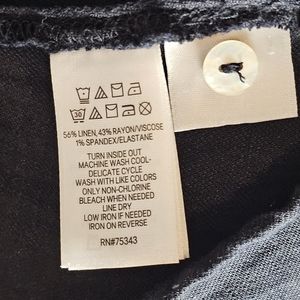 30
56% LINEN, 43% RAYON/VISCOSE
1% SPANDEX/ELASTANE
TURN INSIDE OUT
MACHINE WASH COOL-
DELICATE CYCLE
WASH WITH LIKE COLORS
ONLY NON-CHLORINE
BLEACH WHEN NEEDED
LINE DRY
LOW IRON IF NEEDED
IRON ON REVERSE
RN#75343